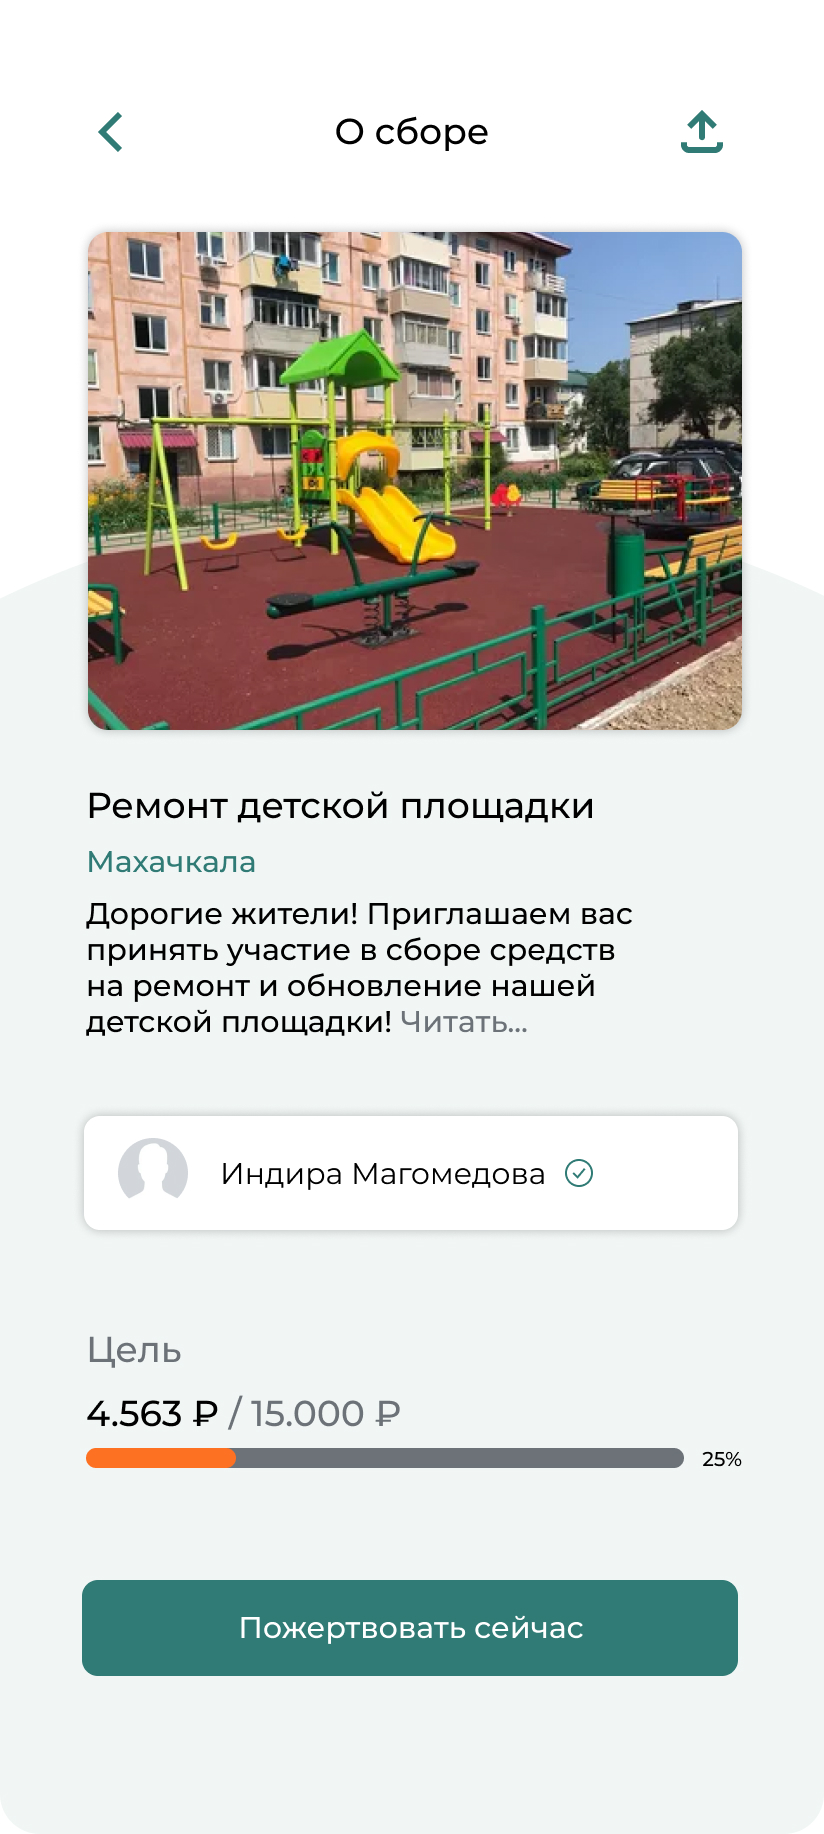 О сборе
Ремонт детской площадки
Махачкала
Дорогие жители! Приглашаем вас
принять участие в сборе средств
на ремонт и обновление нашей
детской площадки! Читать...
Индира Магомедова
Цель
4.563 ₽ / 15.000 ₽
25%
Пожертвовать сейчас